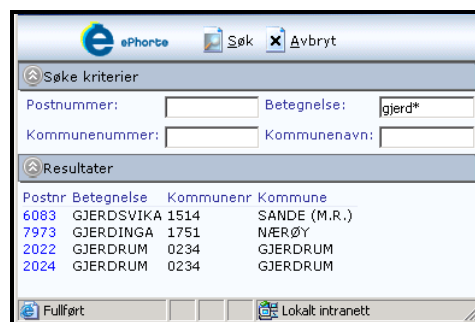 ePhorte Søk Avbryt
Søke kriterier
Postnummer: Betegnelse: gjerd*
Kommunenummer: Kommunenavn:
Resultater
Postnr Betegnelse Kommunenr Kommune
6083 GJERDSVIKA 1514 SANDE (M.R.)
7973 GJERDINGA 1751 NÆRØY
2022 GJERDRUM 0234 GJERDRUM
2024 GJERDRUM 0234 GJERDRUM
Fullført Lokalt intranett